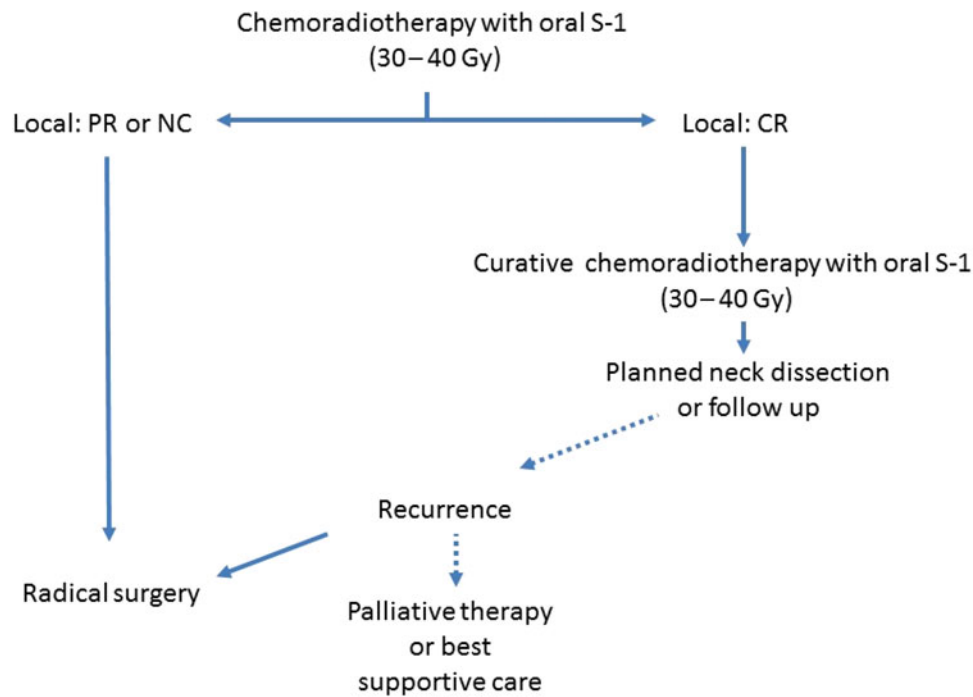 Chemoradiotherapy with oral S-1
(30–40 Gy)
Local: PR or NC
Local: CR
Curative chemoradiotherapy with oral S-1
(30–40 Gy)
Planned neck dissection
or follow up
Recurrence
Radical surgery
Palliative therapy
or best
supportive care